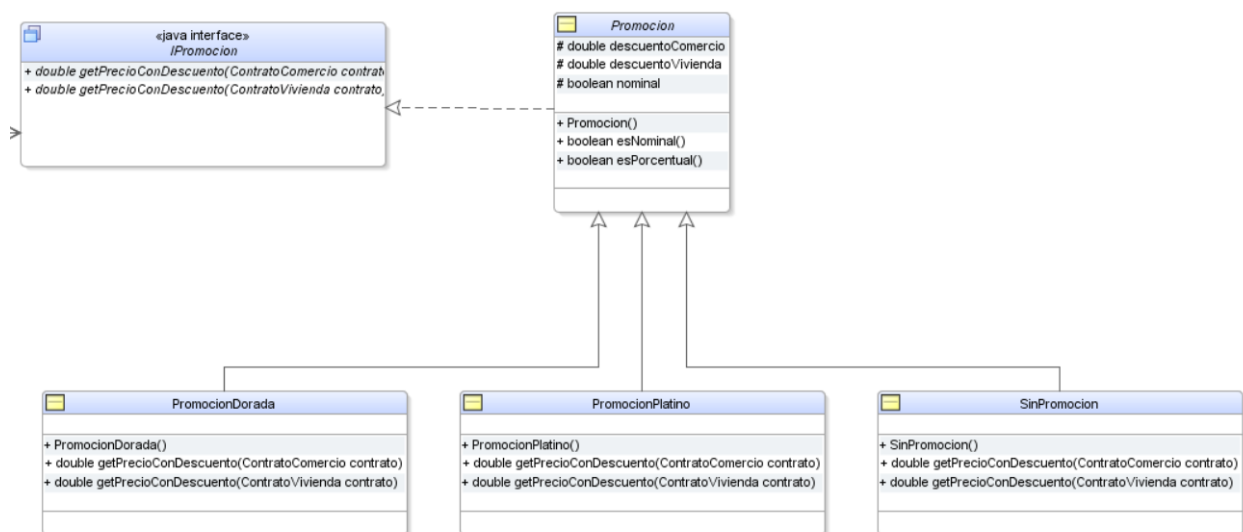 «java interface»
IPromocion
+ double getPrecioConDescuento(ContratoComercio contrato
+ double getPrecioConDescuento(ContratoVivienda contrato
Promocion
# double descuentoComercio
# double descuentoVivienda
# boolean nominal
+ Promocion()
+ boolean esNominal()
+ boolean esPorcentual()
PromocionDorada
+ PromocionDorada()
+ double getPrecioConDescuento(ContratoComercio contrato)
+ double getPrecioConDescuento(ContratoVivienda contrato)
PromocionPlatino
+ PromocionPlatino()
+ double getPrecioConDescuento(ContratoComercio contrato)
+ double getPrecioConDescuento(ContratoVivienda contrato)
SinPromocion
+ SinPromocion()
+ double getPrecioConDescuento(ContratoComercio contrato)
+ double getPrecioConDescuento(ContratoVivienda contrato)